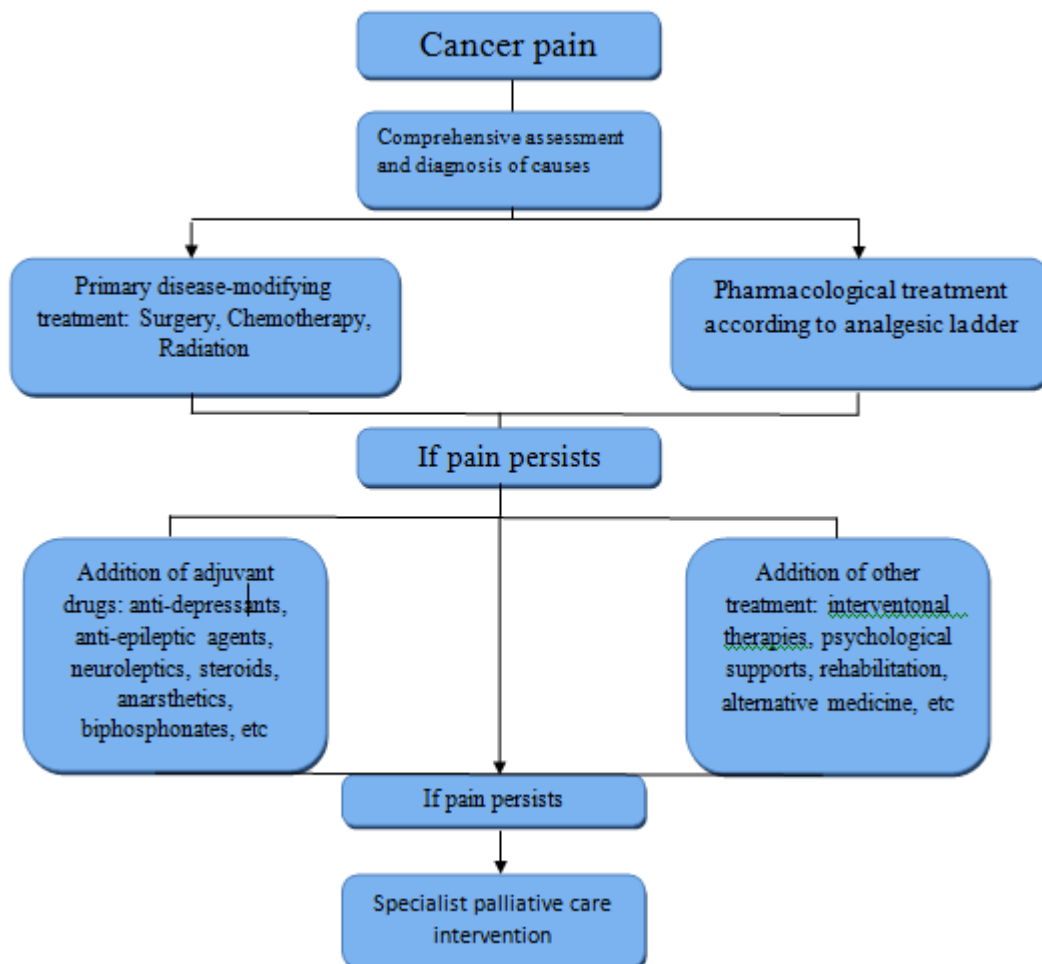 Cancer pain
Comprehensive assessment
and diagnosis of causes
Primary disease-modifying
treatment: Surgery, Chemotherapy,
Radiation
Pharmacological treatment
according to analgesic ladder
If pain persists
Addition of adjuvant
drugs: anti-depressants,
anti-epileptic agents,
neuroleptics, steroids,
anarsthetics,
biphosphonates, etc
Addition of other
treatment: interventonal
therapies, psychological
supports, rehabilitation,
alternative medicine, etc
If pain persists
Specialist palliative care
intervention